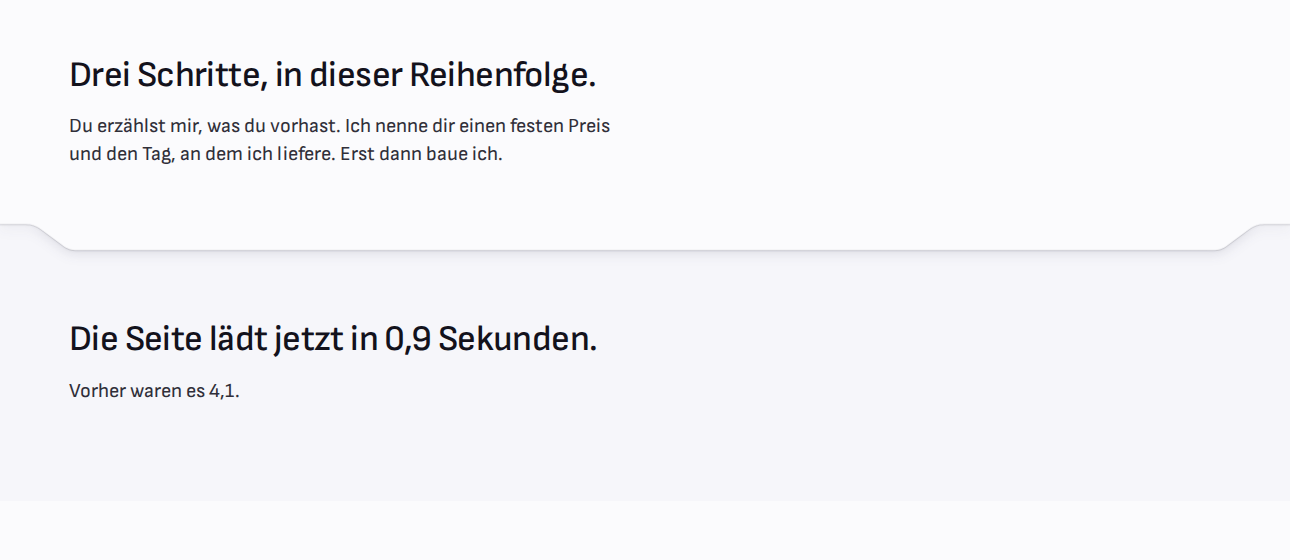 Drei Schritte, in dieser Reihenfolge.
Du erzählst mir, was du vorhast. Ich nenne dir einen festen Preis
und den Tag, an dem ich liefere. Erst dann baue ich.
Die Seite lädt jetzt in 0,9 Sekunden.
Vorher waren es 4,1.